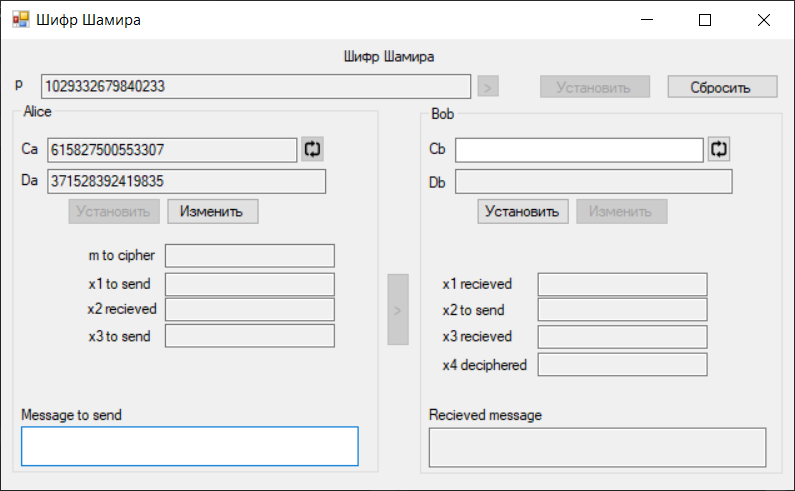 Шифр Шамира
Шифр Шамира
p 1029332679840233 > Установить Сбросить
Alice
Ca 615827500553307
Da 371528392419835
Установить Изменить
m to cipher
x1 to send
x2 recieved
x3 to send
Message to send
>
Bob
Cb
Db
Установить Изменить
x1 recieved
x2 to send
x3 recieved
x4 deciphered
Recieved message